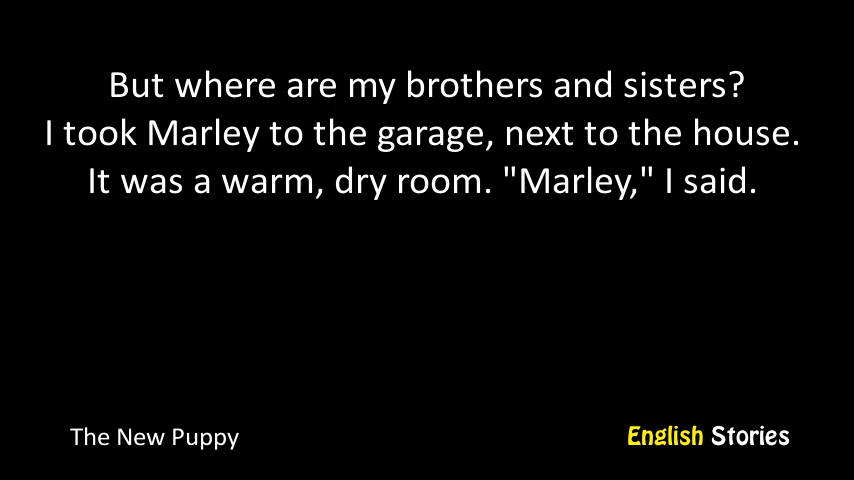 But where are my brothers and sisters?
I took Marley to the garage, next to the house.
It was a warm, dry room. "Marley," I said.
The New Puppy
English Stories